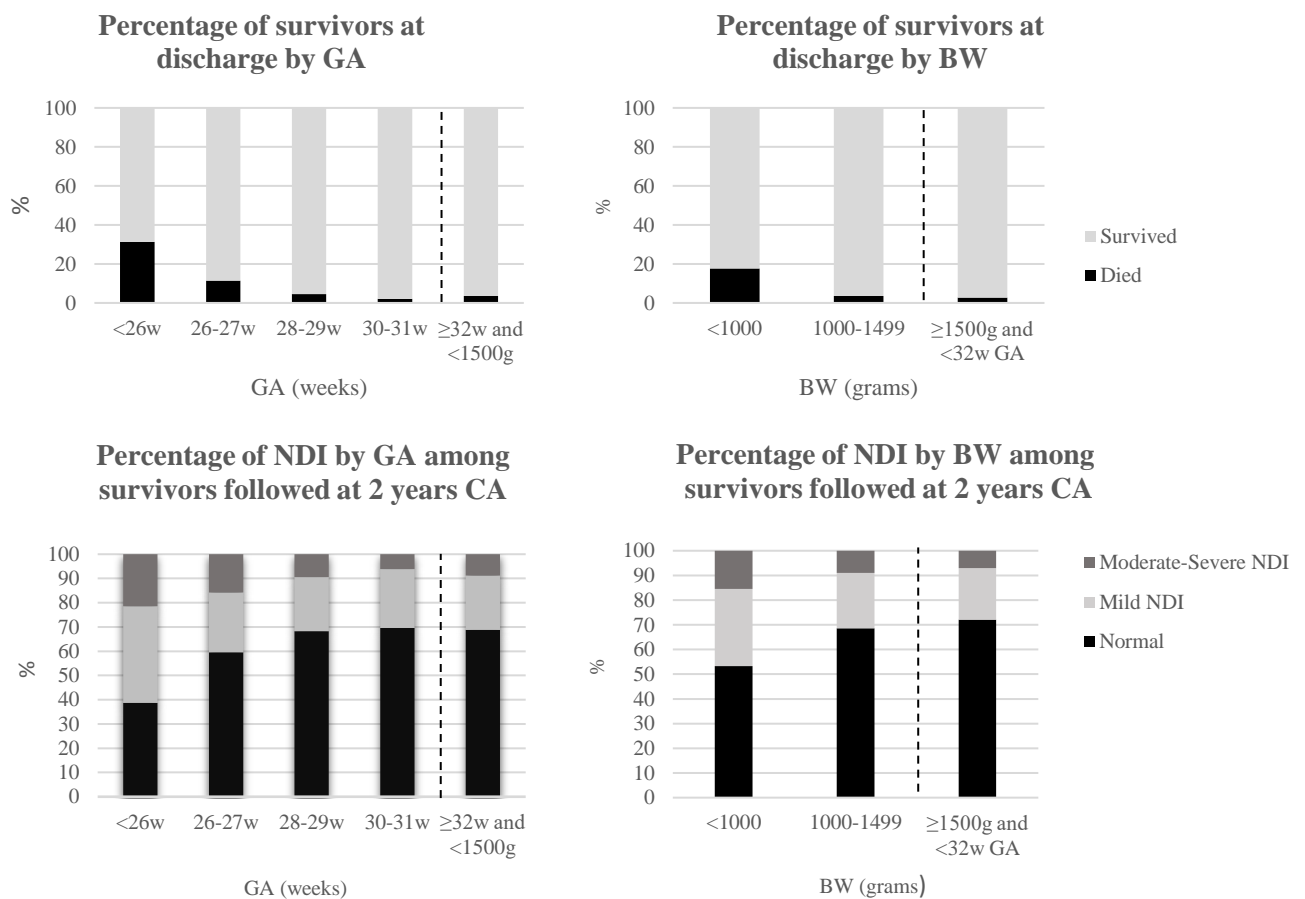 Percentage of survivors at
discharge by GA
100
80
60
40
20
0
%
<26w 26-27w 28-29w 30-31w ≥32w and
<1500g
GA (weeks)
Percentage of survivors at
discharge by BW
100
80
60
40
20
0
%
<1000 1000-1499 ≥1500g and
<32w GA
BW (grams)
Survived
Died
Percentage of NDI by GA among
survivors followed at 2 years CA
100
90
80
70
60
50
40
30
20
10
0
%
<26w 26-27w 28-29w 30-31w ≥32w and
<1500g
GA (weeks)
Percentage of NDI by BW among
survivors followed at 2 years CA
100
90
80
70
60
50
40
30
20
10
0
%
<1000 1000-1499 ≥1500g and
<32w GA
BW (grams)
Moderate-Severe NDI
Mild NDI
Normal